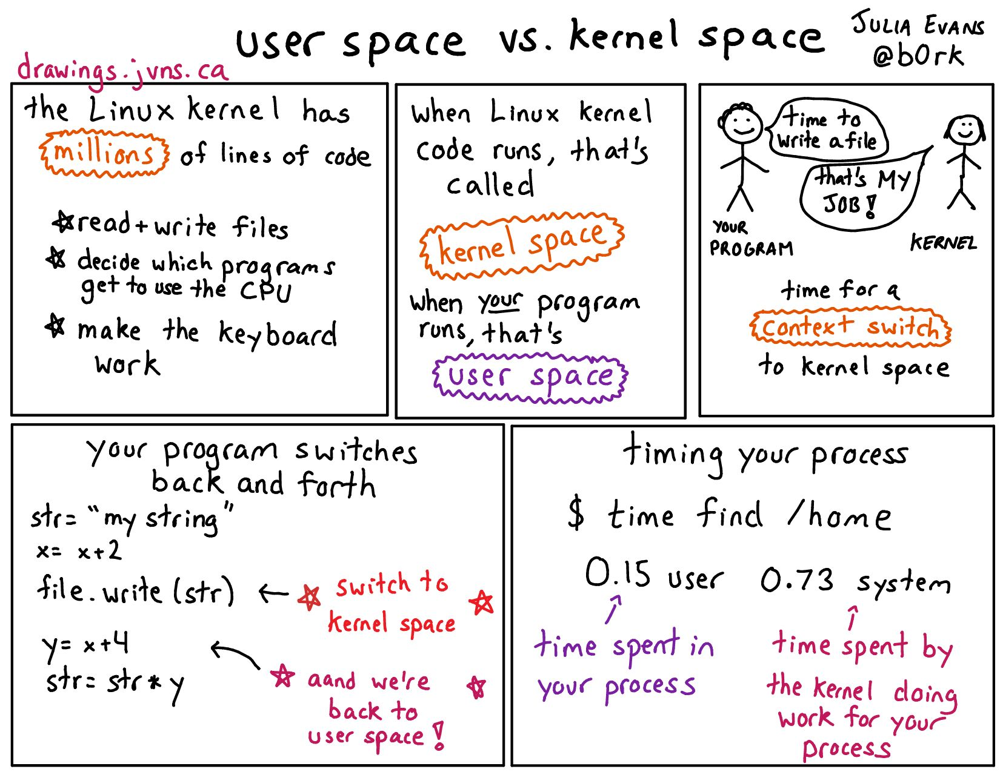 user space vs. kernel space
JULIA EVANS
@b0rk
drawings.jvns.ca
the Linux kernel has
millions of lines of code
☆ read + write files
☆ decide which programs
get to use the CPU
☆ make the keyboard
work
when Linux kernel
code runs, that's
called
kernel space
when your program
runs, that's
user space
time to
write a file
that's MY
JOB!
YOUR
PROGRAM
KERNEL
time for a
context switch
to kernel space
your program switches
back and forth
str= "my string"
x= x+2
file.write(str) ← ☆ switch to ☆
kernel space
y= x+4
str= str * y
☆ aand we're ☆
back to
user space!
timing your process
$ time find /home
0.15 user 0.73 system
time spent in
your process
time spent by
the kernel doing
work for your
process